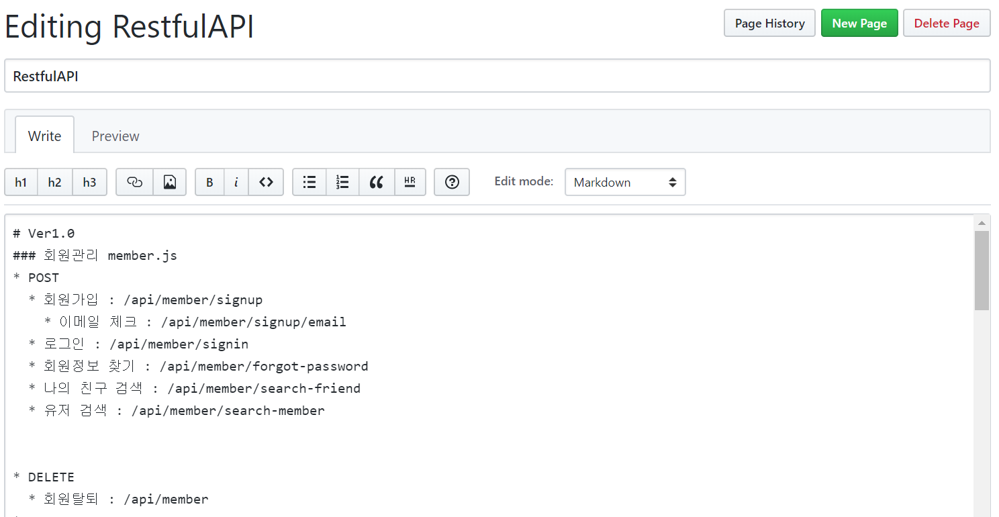 Editing RestfulAPI
Page History
New Page
Delete Page
RestfulAPI
Write
Preview
h1 h2 h3 B i <> HR
Edit mode:
Markdown
# Ver1.0
### 회원관리 member.js
* POST
  * 회원가입 : /api/member/signup
    * 이메일 체크 : /api/member/signup/email
  * 로그인 : /api/member/signin
  * 회원정보 찾기 : /api/member/forgot-password
  * 나의 친구 검색 : /api/member/search-friend
  * 유저 검색 : /api/member/search-member
* DELETE
  * 회원탈퇴 : /api/member